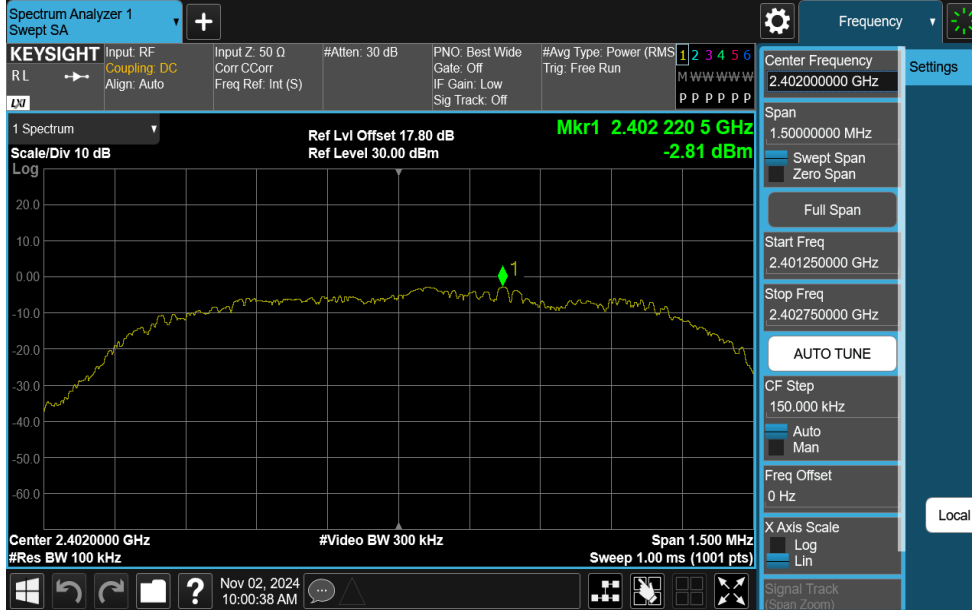 Spectrum Analyzer 1
Swept SA
+
Frequency
KEYSIGHT
RL
LXI
Input: RF
Coupling: DC
Align: Auto
Input Z: 50 Ω
Corr CCorr
Freq Ref: Int (S)
#Atten: 30 dB
PNO: Best Wide
Gate: Off
IF Gain: Low
Sig Track: Off
#Avg Type: Power (RMS
Trig: Free Run
1 2 3 4 5 6
M W W W W W
P P P P P P
1 Spectrum
Scale/Div 10 dB
Log
Ref Lvl Offset 17.80 dB
Ref Level 30.00 dBm
Mkr1 2.402 220 5 GHz
-2.81 dBm
1
20.0
10.0
0.00
-10.0
-20.0
-30.0
-40.0
-50.0
-60.0
Center 2.4020000 GHz
#Res BW 100 kHz
#Video BW 300 kHz
Span 1.500 MHz
Sweep 1.00 ms (1001 pts)
Nov 02, 2024
10:00:38 AM
?
Center Frequency
2.402000000 GHz
Span
1.50000000 MHz
Swept Span
Zero Span
Full Span
Start Freq
2.401250000 GHz
Stop Freq
2.402750000 GHz
AUTO TUNE
CF Step
150.000 kHz
Auto
Man
Freq Offset
0 Hz
X Axis Scale
Log
Lin
Signal Track
(Span Zoom)
Settings
Local